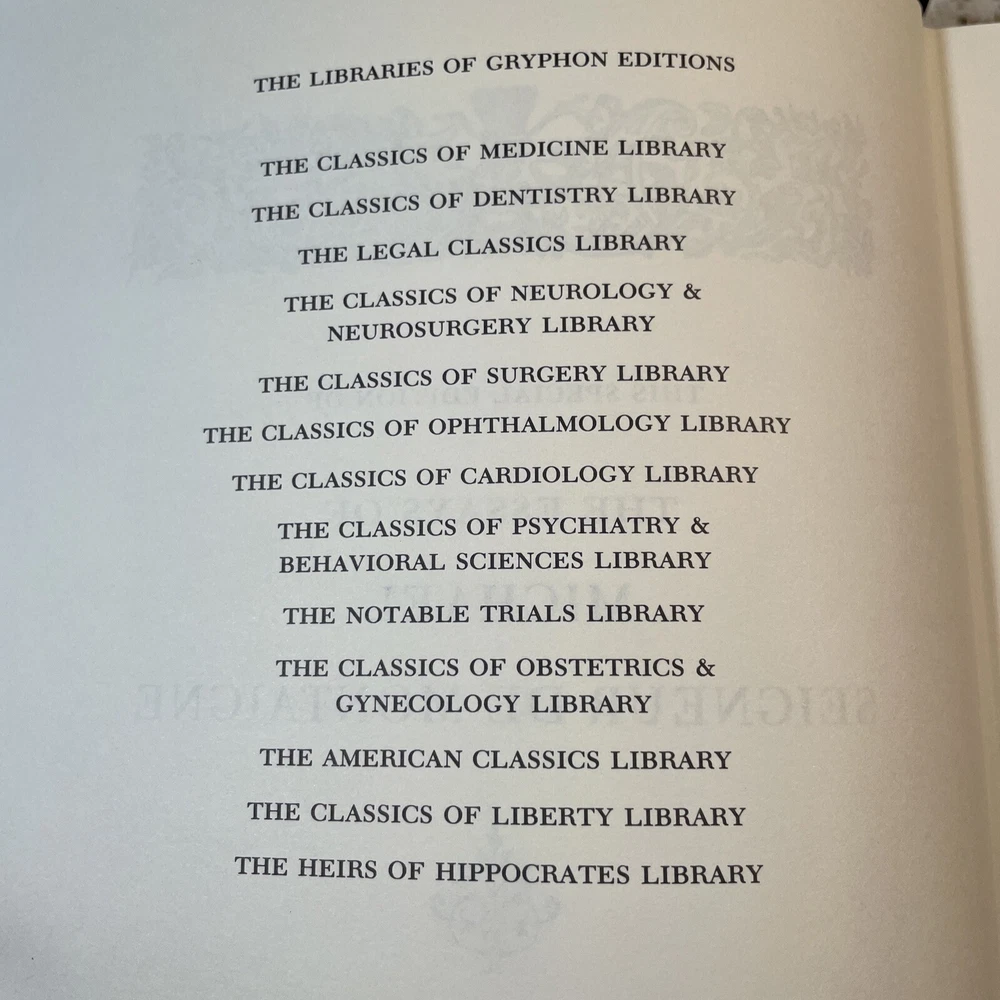 THE LIBRARIES OF GRYPHON EDITIONS
THE CLASSICS OF MEDICINE LIBRARY
THE CLASSICS OF DENTISTRY LIBRARY
THE LEGAL CLASSICS LIBRARY
THE CLASSICS OF NEUROLOGY &
NEUROSURGERY LIBRARY
THE CLASSICS OF SURGERY LIBRARY
THE CLASSICS OF OPHTHALMOLOGY LIBRARY
THE CLASSICS OF CARDIOLOGY LIBRARY
THE CLASSICS OF PSYCHIATRY &
BEHAVIORAL SCIENCES LIBRARY
THE NOTABLE TRIALS LIBRARY
THE CLASSICS OF OBSTETRICS &
GYNECOLOGY LIBRARY
THE AMERICAN CLASSICS LIBRARY
THE CLASSICS OF LIBERTY LIBRARY
THE HEIRS OF HIPPOCRATES LIBRARY